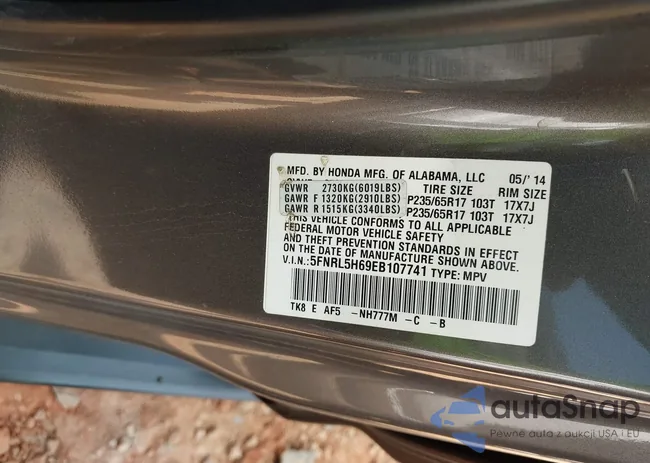 MFD. BY HONDA MFG. OF ALABAMA, LLC 05/'14
GVWR 2730KG(6019LBS) TIRE SIZE RIM SIZE
GAWR F 1320KG(2910LBS) P235/65R17 103T 17X7J
GAWR R 1515KG(3340LBS) P235/65R17 103T 17X7J
THIS VEHICLE CONFORMS TO ALL APPLICABLE
FEDERAL MOTOR VEHICLE SAFETY
AND THEFT PREVENTION STANDARDS IN EFFECT
ON THE DATE OF MANUFACTURE SHOWN ABOVE.
V.I.N.:5FNRL5H69EB107741 TYPE: MPV
TK8 E AF5 -NH777M -C -B
autoSnap
Pewne auta z aukcji USA i EU